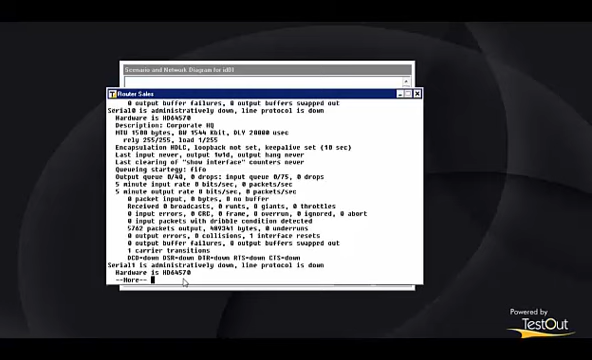 Scenario and Network Diagram for id03
Router Sales
0 output buffer failures, 0 output buffers swapped out
Serial0 is administratively down, line protocol is down
Hardware is HD64570
Description: Corporate HQ
MTU 1500 bytes, BW 1544 Kbit, DLY 20000 usec
rely 255/255, load 1/255
Encapsulation HDLC, loopback not set, keepalive set (10 sec)
Last input never, output 1w1d, output hang never
Last clearing of "show interface" counters never
Queueing startegy: fifo
Output queue 0/40, 0 drops; input queue 0/75, 0 drops
5 minute input rate 0 bits/sec, 0 packets/sec
5 minute output rate 0 bits/sec, 0 packets/sec
0 packet input, 0 bytes, 0 no buffer
Received 0 broadcasts, 0 runts, 0 giants, 0 throttles
0 input errors, 0 CRC, 0 frame, 0 overrun, 0 ignored, 0 abort
0 input packets with dribble condition detected
5762 packets output, 489341 bytes, 0 underruns
0 output errors, 0 collisions, 1 interface resets
0 output buffer failures, 0 output buffers swapped out
1 carrier transitions
DCD=down DSR=down DTR=down RTS=down CTS=down
Serial1 is administratively down, line protocol is down
Hardware is HD64570
--More--
Powered by
TestOut